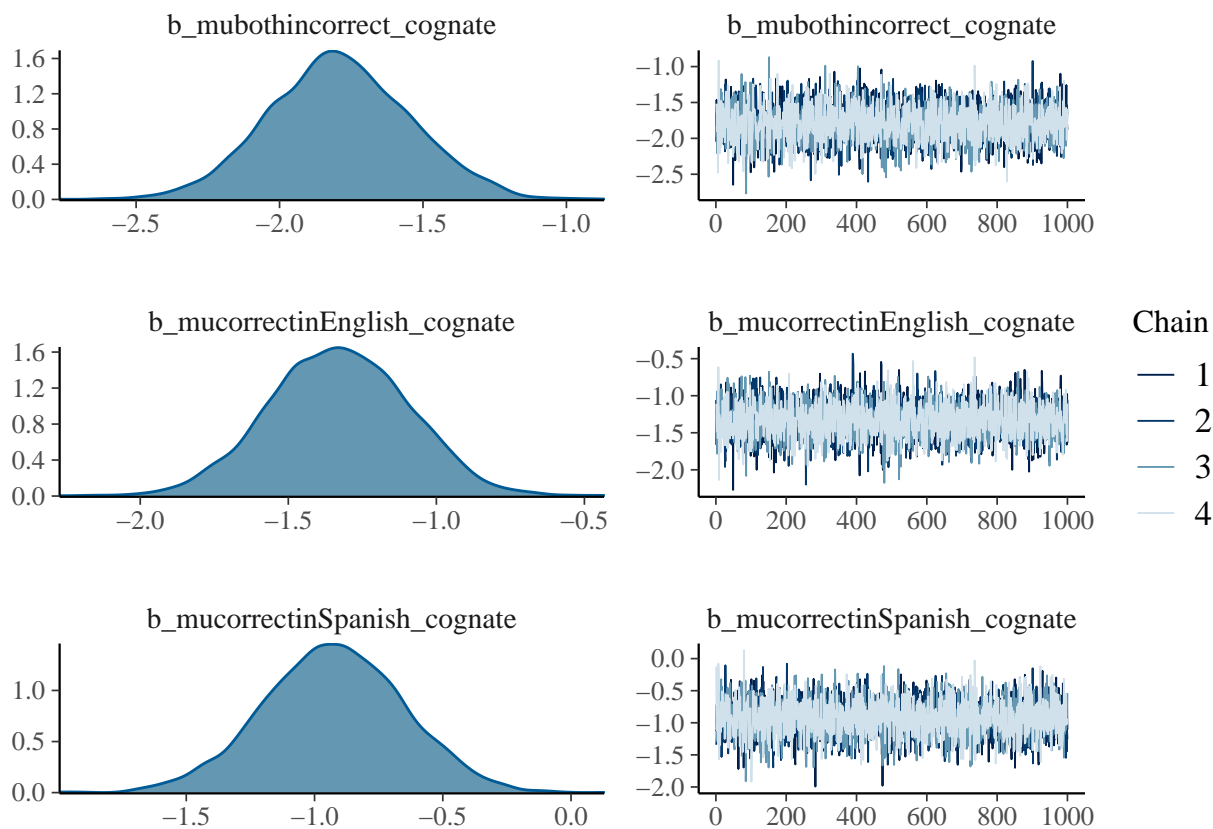 b_mubothincorrect_cognate
1.6
1.2
0.8
0.4
0.0
−2.5 −2.0 −1.5 −1.0
b_mubothincorrect_cognate
−1.0
−1.5
−2.0
−2.5
0 200 400 600 800 1000
b_mucorrectinEnglish_cognate
1.6
1.2
0.8
0.4
0.0
−2.0 −1.5 −1.0 −0.5
b_mucorrectinEnglish_cognate
−0.5
−1.0
−1.5
−2.0
0 200 400 600 800 1000
b_mucorrectinSpanish_cognate
1.0
0.5
0.0
−1.5 −1.0 −0.5 0.0
b_mucorrectinSpanish_cognate
0.0
−0.5
−1.0
−1.5
−2.0
0 200 400 600 800 1000
Chain
1
2
3
4